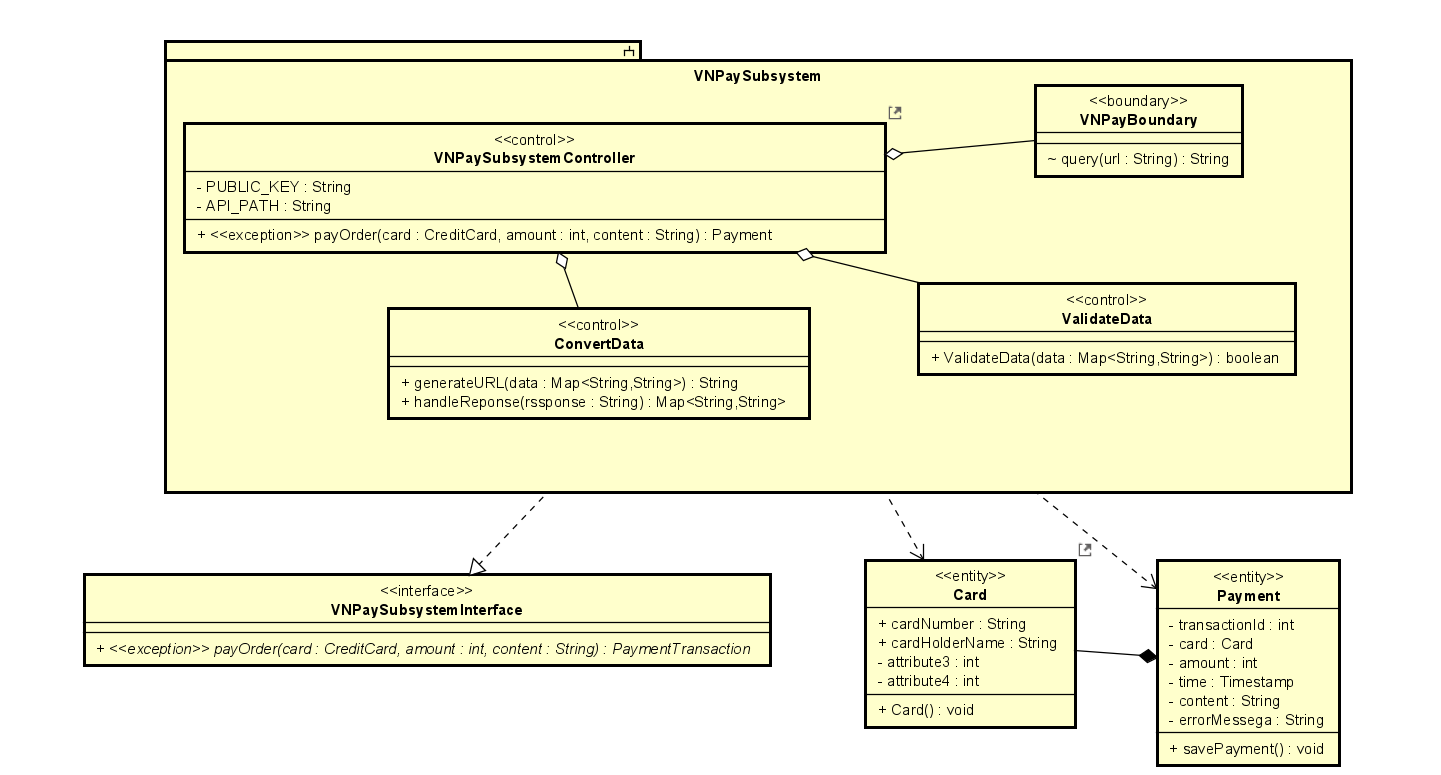 VNPaySubsystem
<<control>>
VNPaySubsystemController
- PUBLIC_KEY : String
- API_PATH : String
+ <<exception>> payOrder(card : CreditCard, amount : int, content : String) : Payment
<<boundary>>
VNPayBoundary
~ query(url : String) : String
<<control>>
ConvertData
+ generateURL(data : Map<String,String>) : String
+ handleReponse(rssponse : String) : Map<String,String>
<<control>>
ValidateData
+ ValidateData(data : Map<String,String>) : boolean
<<interface>>
VNPaySubsystemInterface
+ <<exception>> payOrder(card : CreditCard, amount : int, content : String) : PaymentTransaction
<<entity>>
Card
+ cardNumber : String
+ cardHolderName : String
- attribute3 : int
- attribute4 : int
+ Card() : void
<<entity>>
Payment
- transactionId : int
- card : Card
- amount : int
- time : Timestamp
- content : String
- errorMessega : String
+ savePayment() : void